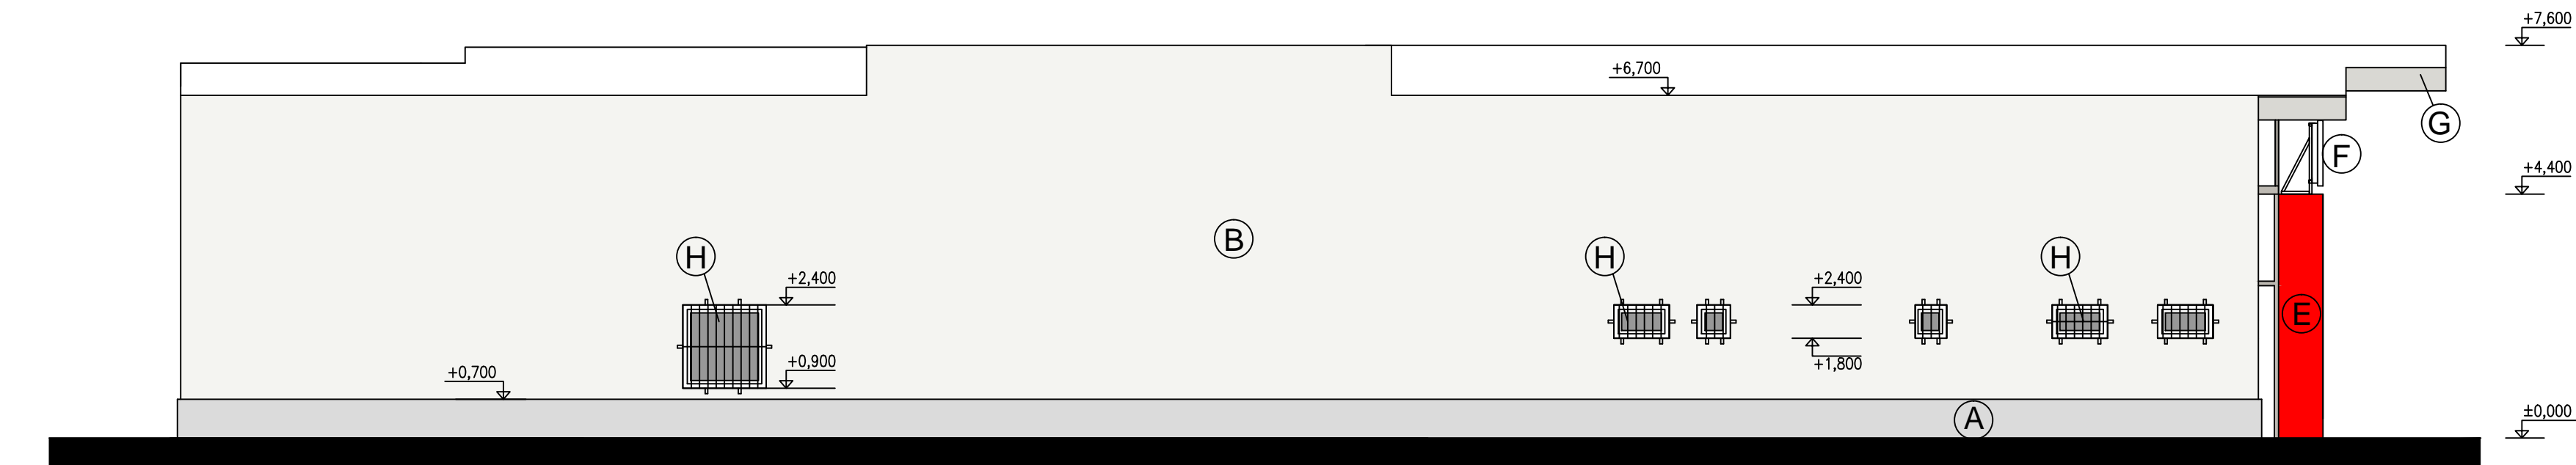 +7,600
+6,700
G
F
+4,400
B
H
H
H
+2,400
+2,400
E
+0,900
+1,800
+0,700
±0,000
A